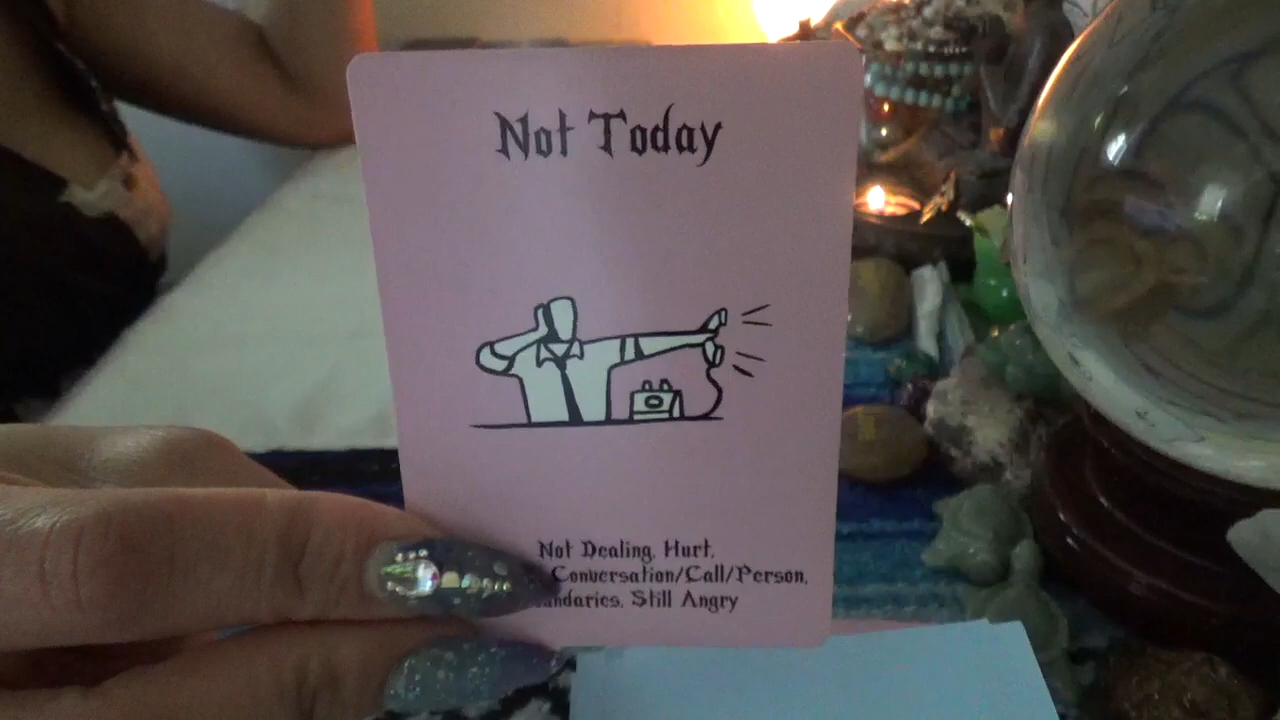 Not Today
Not Dealing, Hurt,
Conversation/Call/Person,
Still Angry